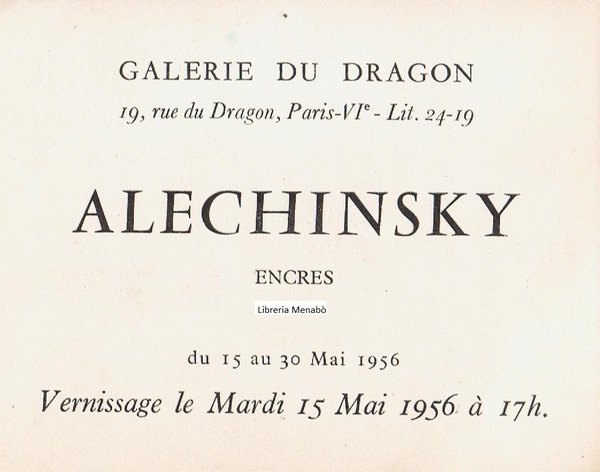 GALERIE DU DRAGON
19, rue du Dragon, Paris-VIe - Lit. 24-19
ALECHINSKY
ENCRES
Libreria Menabò
du 15 au 30 Mai 1956
Vernissage le Mardi 15 Mai 1956 à 17h.